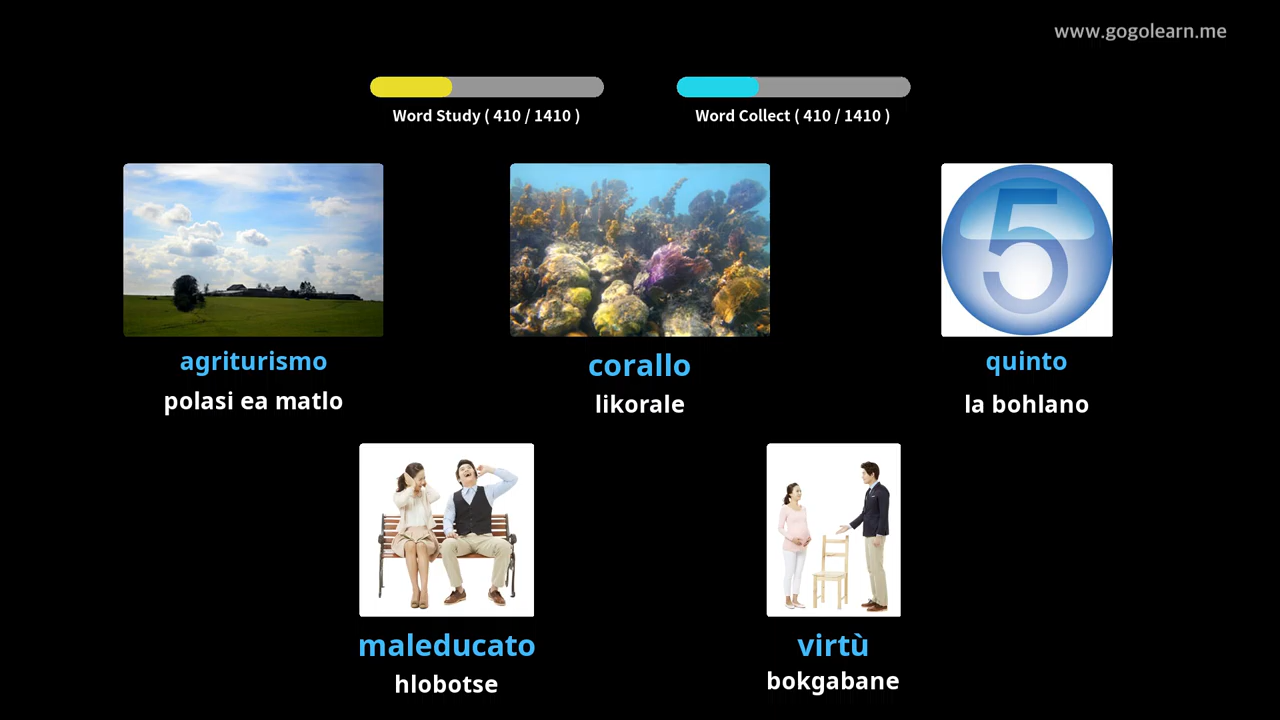 www.gogolearn.me
Word Study ( 410 / 1410 )
Word Collect ( 410 / 1410 )
5
agriturismo
polasi ea matlo
corallo
likorale
quinto
la bohlano
maleducato
hlobotse
virtù
bokgabane